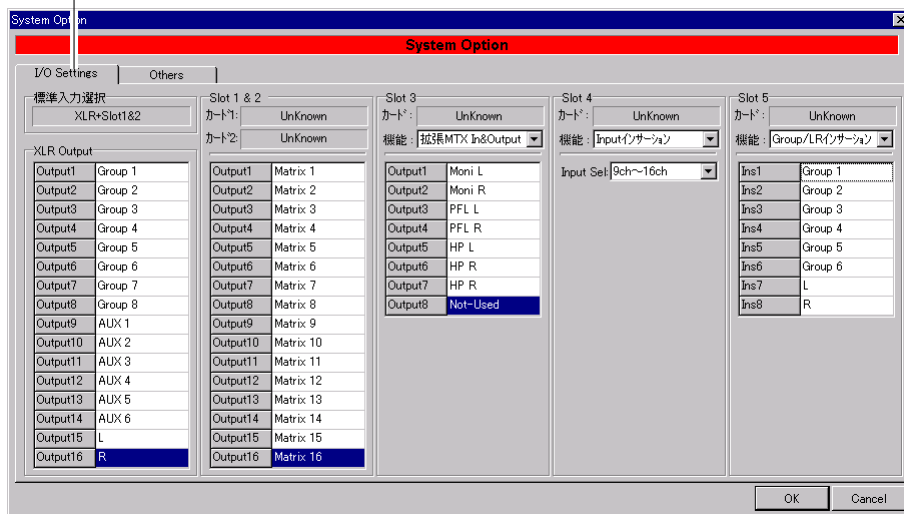 System Option
System Option
I/O Settings
Others
標準入力選択
XLR+Slot1&2
XLR Output
Output1 Group 1
Output2 Group 2
Output3 Group 3
Output4 Group 4
Output5 Group 5
Output6 Group 6
Output7 Group 7
Output8 Group 8
Output9 AUX 1
Output10 AUX 2
Output11 AUX 3
Output12 AUX 4
Output13 AUX 5
Output14 AUX 6
Output15 L
Output16 R
Slot 1 & 2
カード1: UnKnown
カード2: UnKnown
Output1 Matrix 1
Output2 Matrix 2
Output3 Matrix 3
Output4 Matrix 4
Output5 Matrix 5
Output6 Matrix 6
Output7 Matrix 7
Output8 Matrix 8
Output9 Matrix 9
Output10 Matrix 10
Output11 Matrix 11
Output12 Matrix 12
Output13 Matrix 13
Output14 Matrix 14
Output15 Matrix 15
Output16 Matrix 16
Slot 3
カード: UnKnown
機能: 拡張MTX In&Output
Output1 Moni L
Output2 Moni R
Output3 PFL L
Output4 PFL R
Output5 HP L
Output6 HP R
Output7 HP R
Output8 Not-Used
Slot 4
カード: UnKnown
機能: Inputインサーション
Input Sel: 9ch～16ch
Slot 5
カード: UnKnown
機能: Group/LRインサーション
Ins1 Group 1
Ins2 Group 2
Ins3 Group 3
Ins4 Group 4
Ins5 Group 5
Ins6 Group 6
Ins7 L
Ins8 R
OK
Cancel